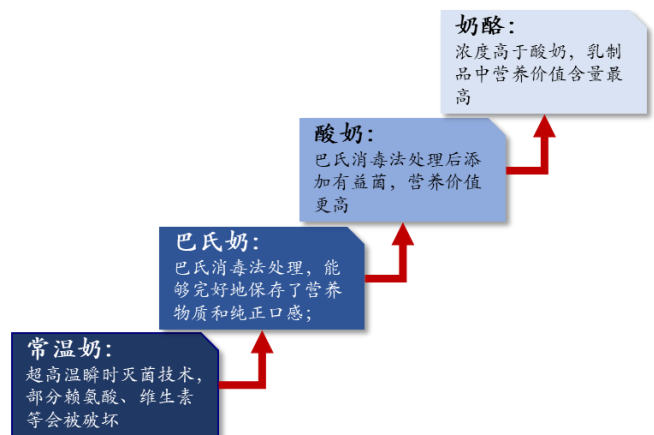 奶酪:
浓度高于酸奶，乳制
品中营养价值含量最
高
酸奶:
巴氏消毒法处理后添
加有益菌，营养价值
更高
巴氏奶:
巴氏消毒法处理，能
够完好地保存了营养
物质和纯正口感；
常温奶:
超高温瞬时灭菌技术，
部分赖氨酸、维生素
等会被破坏